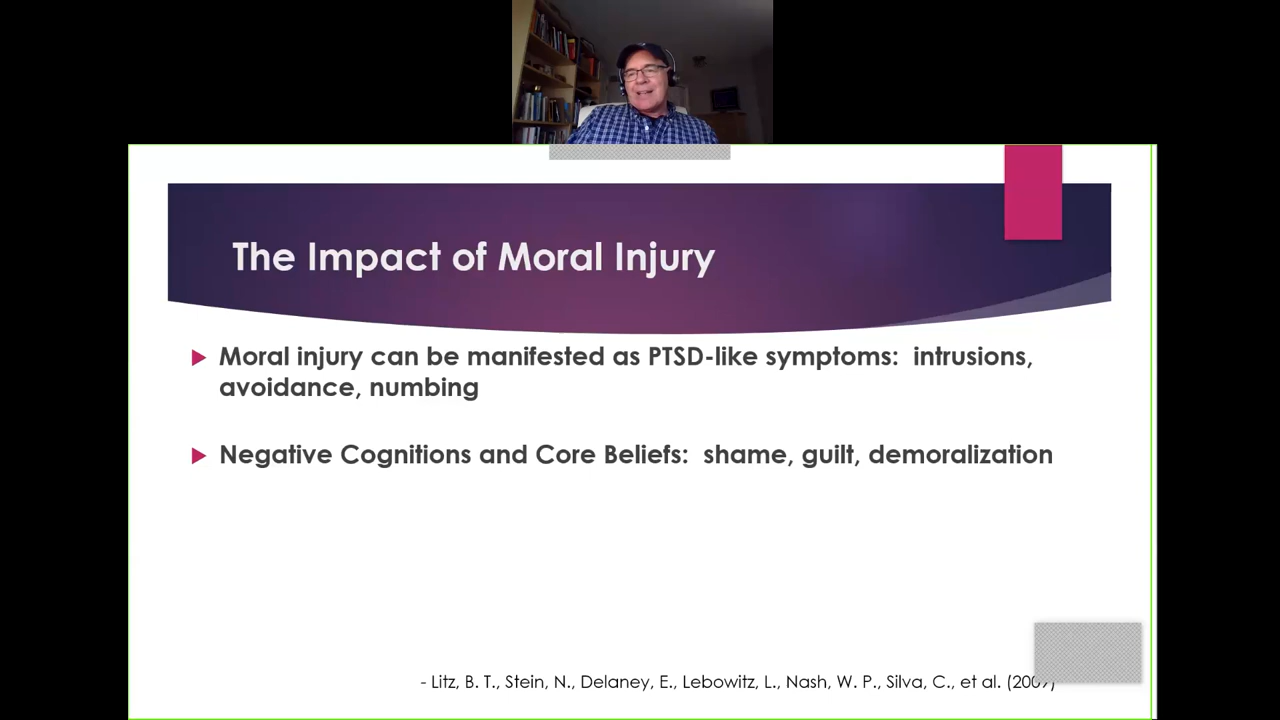 The Impact of Moral Injury
Moral injury can be manifested as PTSD-like symptoms: intrusions,
avoidance, numbing
Negative Cognitions and Core Beliefs: shame, guilt, demoralization
- Litz, B. T., Stein, N., Delaney, E., Lebowitz, L., Nash, W. P., Silva, C., et al. (2009)